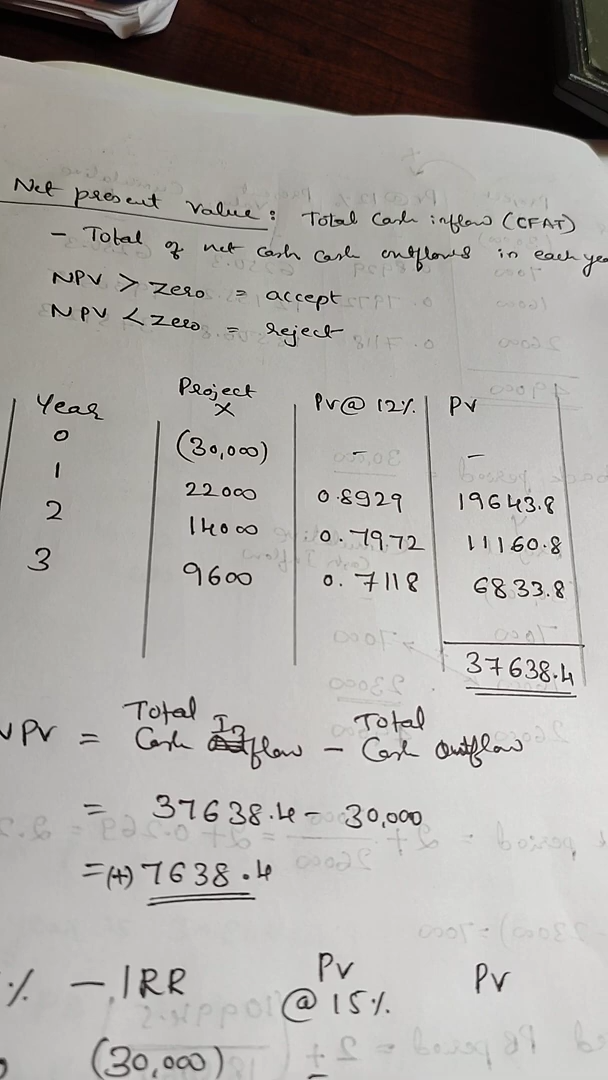 Net present value: Total Cash inflow (CFAT)
- Total of net cash cash outflows in each
NPV > Zero = accept
NPV < Zero = reject
Year Project X Pv@ 12% PV
0 (30,000) - -
1 22000 0.8929 19643.8
2 14000 0.7972 11160.8
3 9600 0.7118 6833.8
37638.4
PV = Total Cash Inflow - Total Cash Outflow
= 37638.4 - 30,000
= (+) 7638.4
% - IRR Pv @ 15% Pv
(30,000) -